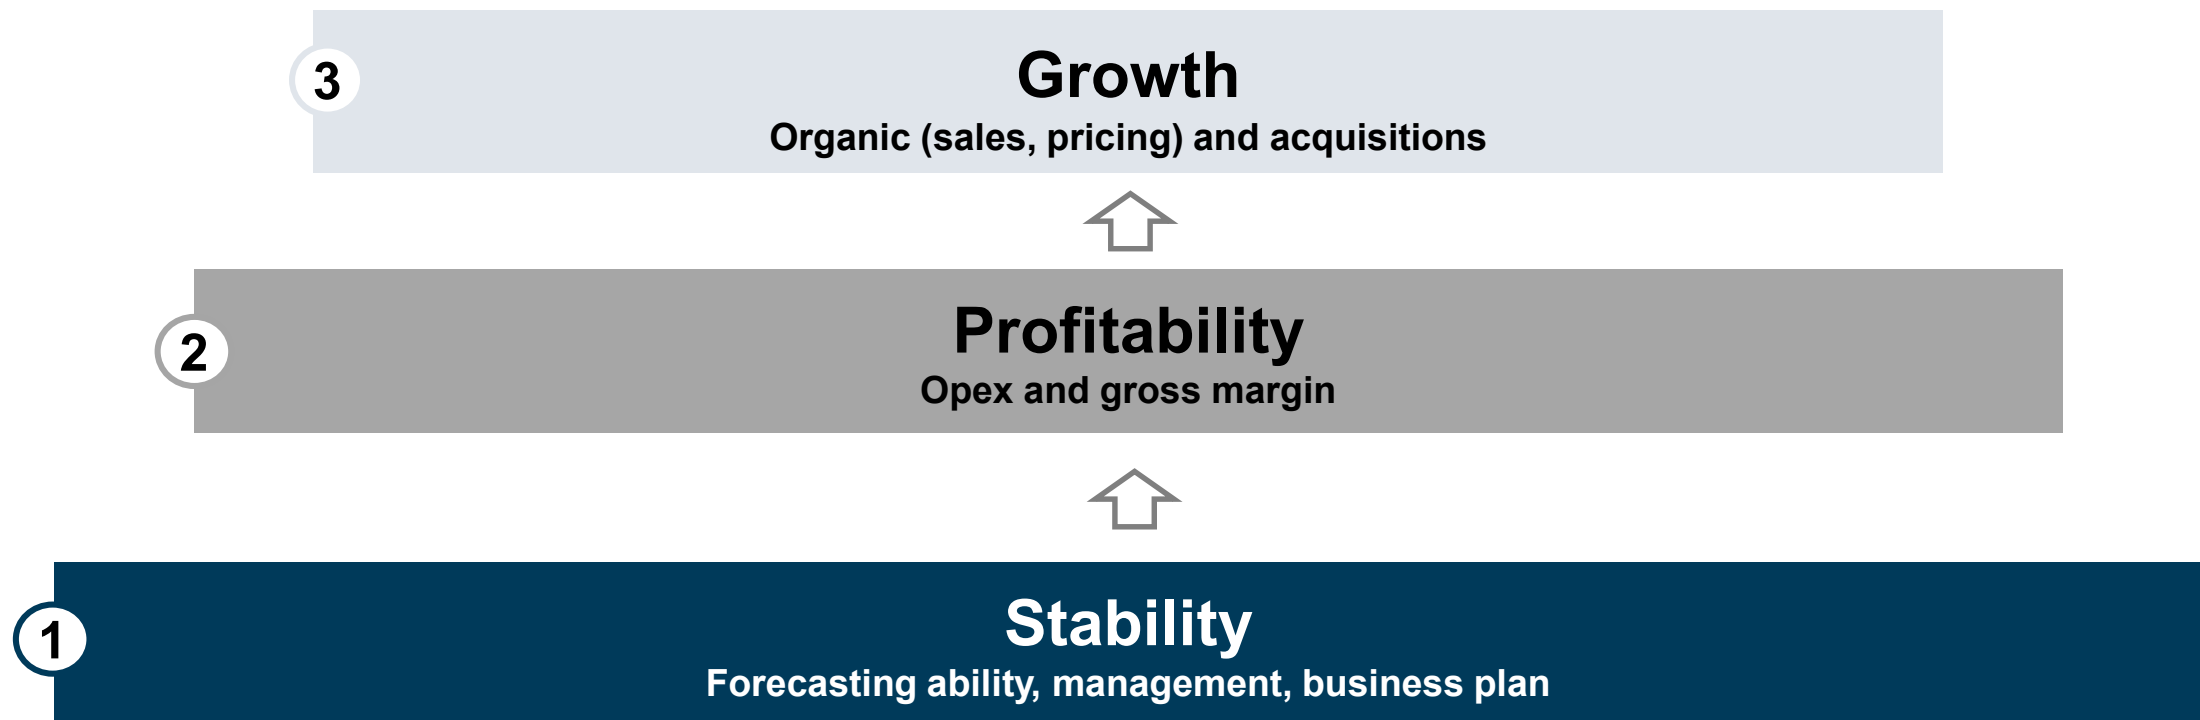 3
Growth
Organic (sales, pricing) and acquisitions
2
Profitability
Opex and gross margin
1
Stability
Forecasting ability, management, business plan